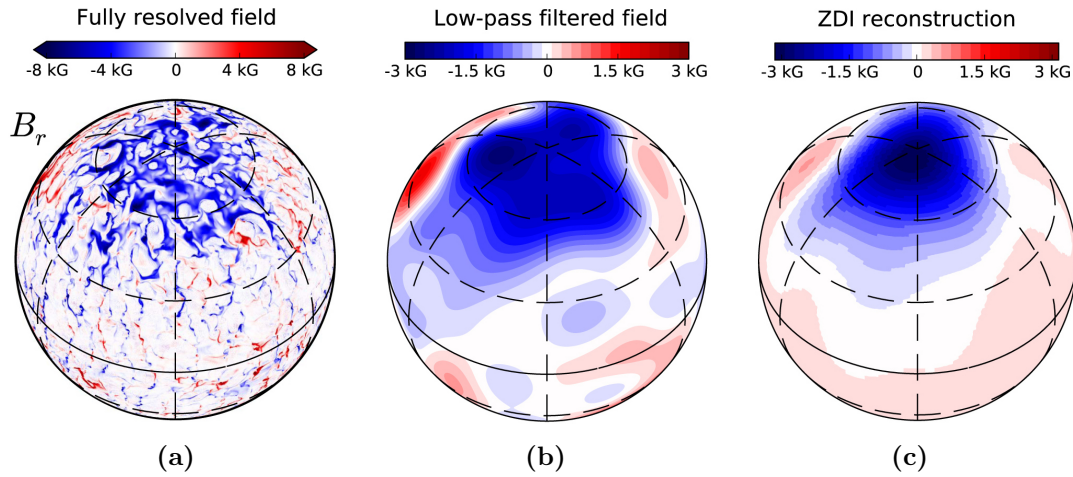 Fully resolved field
-8 kG -4 kG 0 4 kG 8 kG
Low-pass filtered field
-3 kG -1.5 kG 0 1.5 kG 3 kG
ZDI reconstruction
-3 kG -1.5 kG 0 1.5 kG 3 kG
B_r
(a) (b) (c)